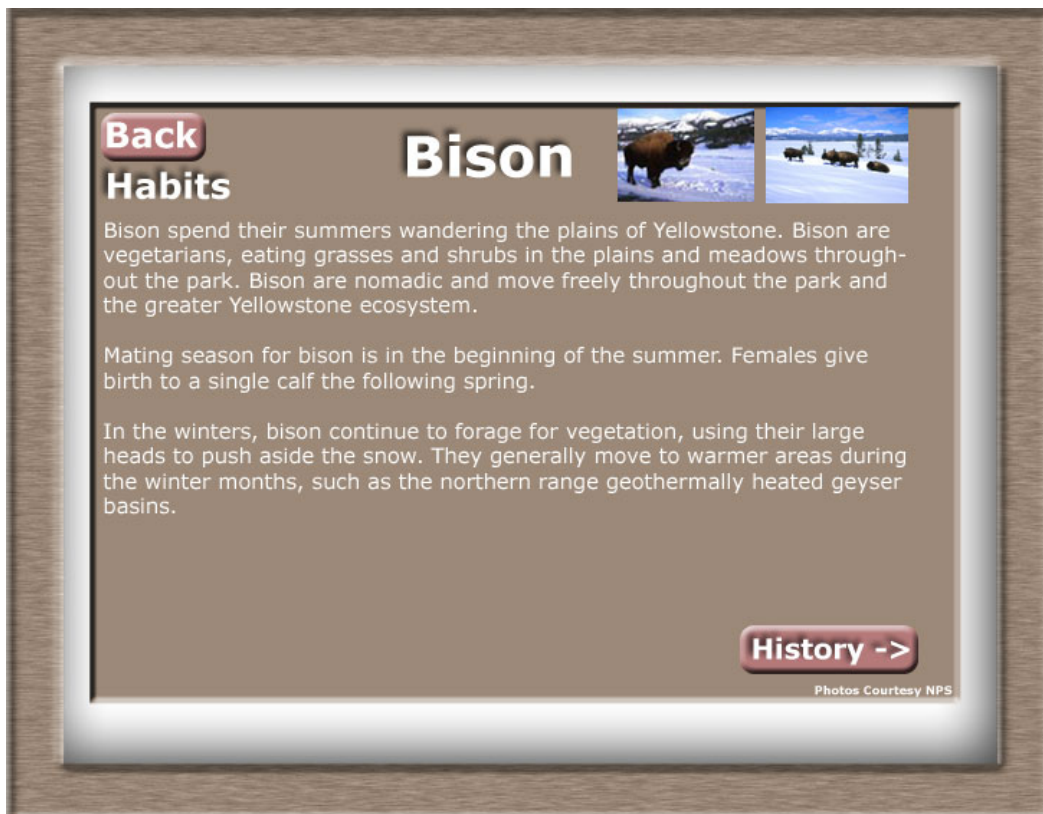 Back
Bison
Habits
Bison spend their summers wandering the plains of Yellowstone. Bison are
vegetarians, eating grasses and shrubs in the plains and meadows through-
out the park. Bison are nomadic and move freely throughout the park and
the greater Yellowstone ecosystem.
Mating season for bison is in the beginning of the summer. Females give
birth to a single calf the following spring.
In the winters, bison continue to forage for vegetation, using their large
heads to push aside the snow. They generally move to warmer areas during
the winter months, such as the northern range geothermally heated geyser
basins.
History ->
Photos Courtesy NPS